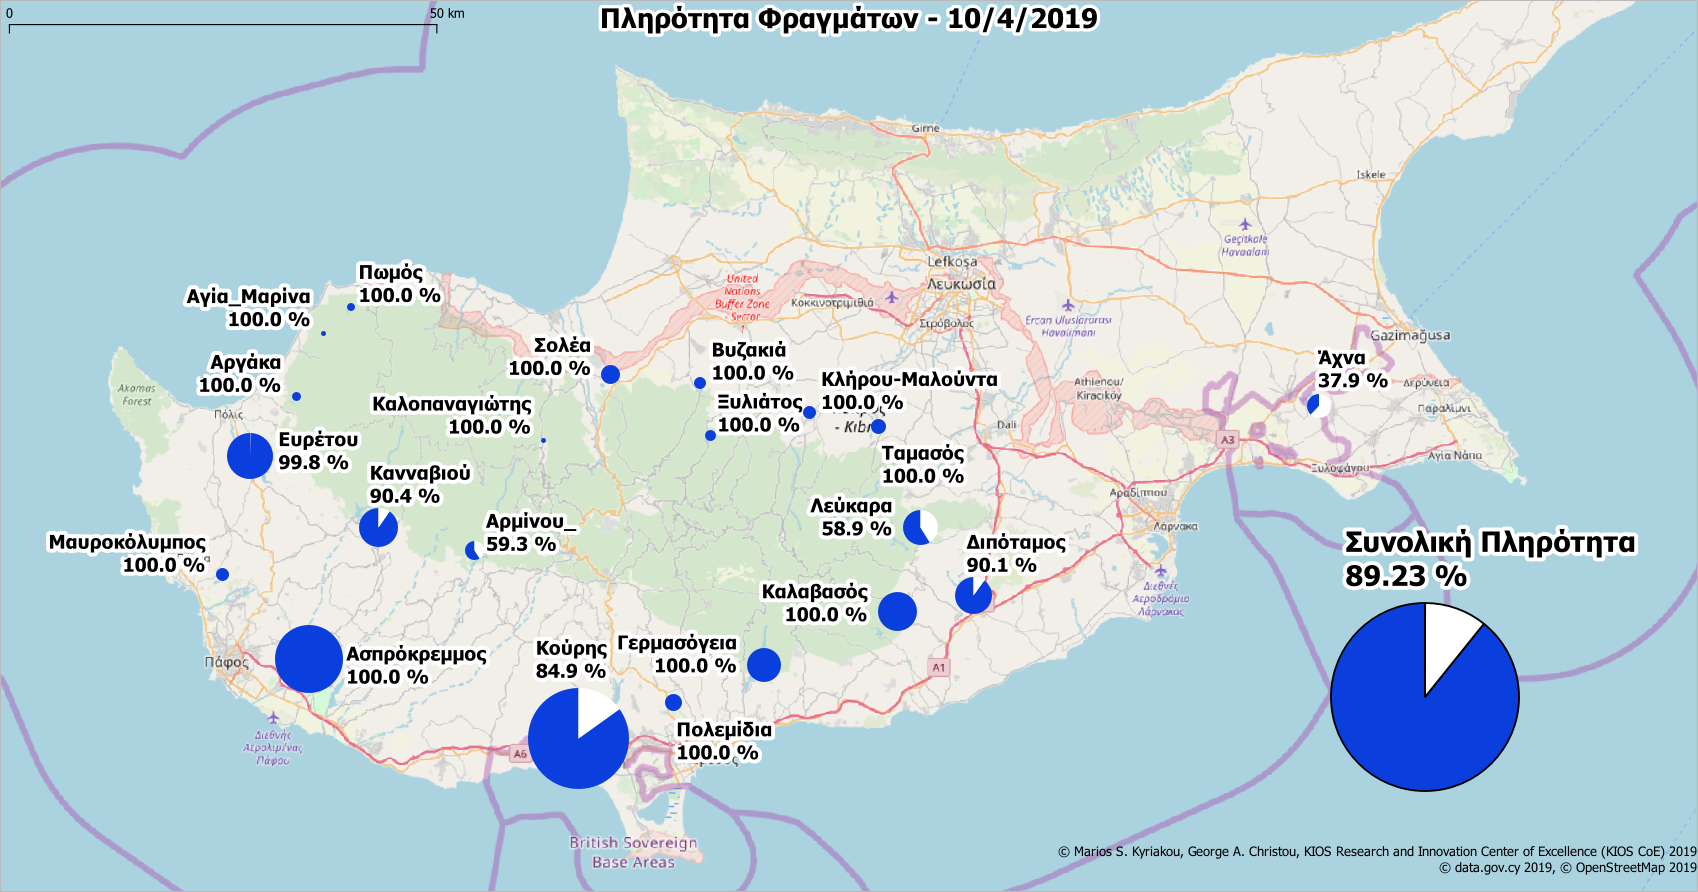 0
50 km
Πληρότητα Φραγμάτων - 10/4/2019
Girne
Iskele
Geçitkale
Havaalanı
Lefkoşa
Λευκωσία
United
Nations
Buffer Zone
- Sector
Κοκκινοτριμιθιά
Στρόβολος
Ercan Uluslararası
Havaalimanı
Gazimağusa
Πωμός
100.0 %
Αγία_Μαρίνα
100.0 %
Αργάκα
100.0 %
Σολέα
100.0 %
Βυζακιά
100.0 %
Κλήρου-Μαλούντα
100.0 %
Άχνα
37.9 %
Akamas
Forest
Πόλις
Καλοπαναγιώτης
100.0 %
Ξυλιάτος
100.0 %
- Kıbr
Athienou/
Kiracıköy
Δερύνεια
Παραλίμνι
Dali
A3
Ευρέτου
99.8 %
Ταμασός
100.0 %
Ξυλοφάγου
Αγία Νάπα
Κανναβιού
90.4 %
Αραδίππου
Λάρνακα
Λεύκαρα
58.9 %
Αρμίνου_
59.3 %
Μαυροκόλυμπος
100.0 %
Διπόταμος
90.1 %
Συνολική Πληρότητα
89.23 %
Διεθνές
Αεροδρόμιο
Λάρνακας
Καλαβασός
100.0 %
Γερμασόγεια
100.0 %
Κούρης
84.9 %
Ασπρόκρεμμος
100.0 %
Πάφος
A1
Διεθνής
Αερολιμένας
Πάφου
A6
Πολεμίδια
100.0 %
British Sovereign
Base Areas
© Marios S. Kyriakou, George A. Christou, KIOS Research and Innovation Center of Excellence (KIOS CoE) 2019
© data.gov.cy 2019, © OpenStreetMap 2019